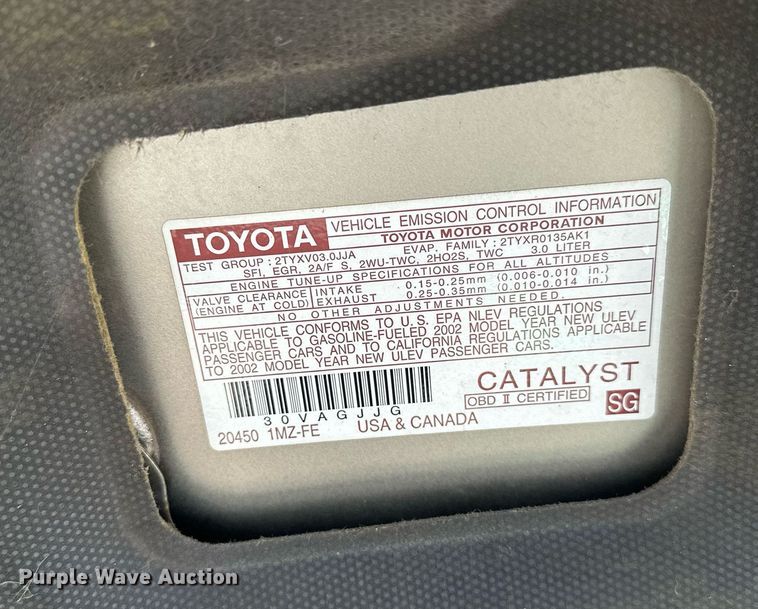 TOYOTA VEHICLE EMISSION CONTROL INFORMATION
TOYOTA MOTOR CORPORATION
TEST GROUP : 2TYXV03.0JJA EVAP. FAMILY : 2TYXR0135AK1
SFI, EGR, 2A/F S, 2WU-TWC, 2HO2S, TWC 3.0 LITER
ENGINE TUNE-UP SPECIFICATIONS FOR ALL ALTITUDES
VALVE CLEARANCE INTAKE 0.15-0.25mm (0.006-0.010 in.)
(ENGINE AT COLD) EXHAUST 0.25-0.35mm (0.010-0.014 in.)
NO OTHER ADJUSTMENTS NEEDED.
THIS VEHICLE CONFORMS TO U.S. EPA NLEV REGULATIONS
APPLICABLE TO GASOLINE-FUELED 2002 MODEL YEAR NEW ULEV
PASSENGER CARS AND TO CALIFORNIA REGULATIONS APPLICABLE
TO 2002 MODEL YEAR NEW ULEV PASSENGER CARS.
CATALYST
OBD II CERTIFIED SG
30VAGJJG
20450 1MZ-FE USA & CANADA
Purple Wave Auction